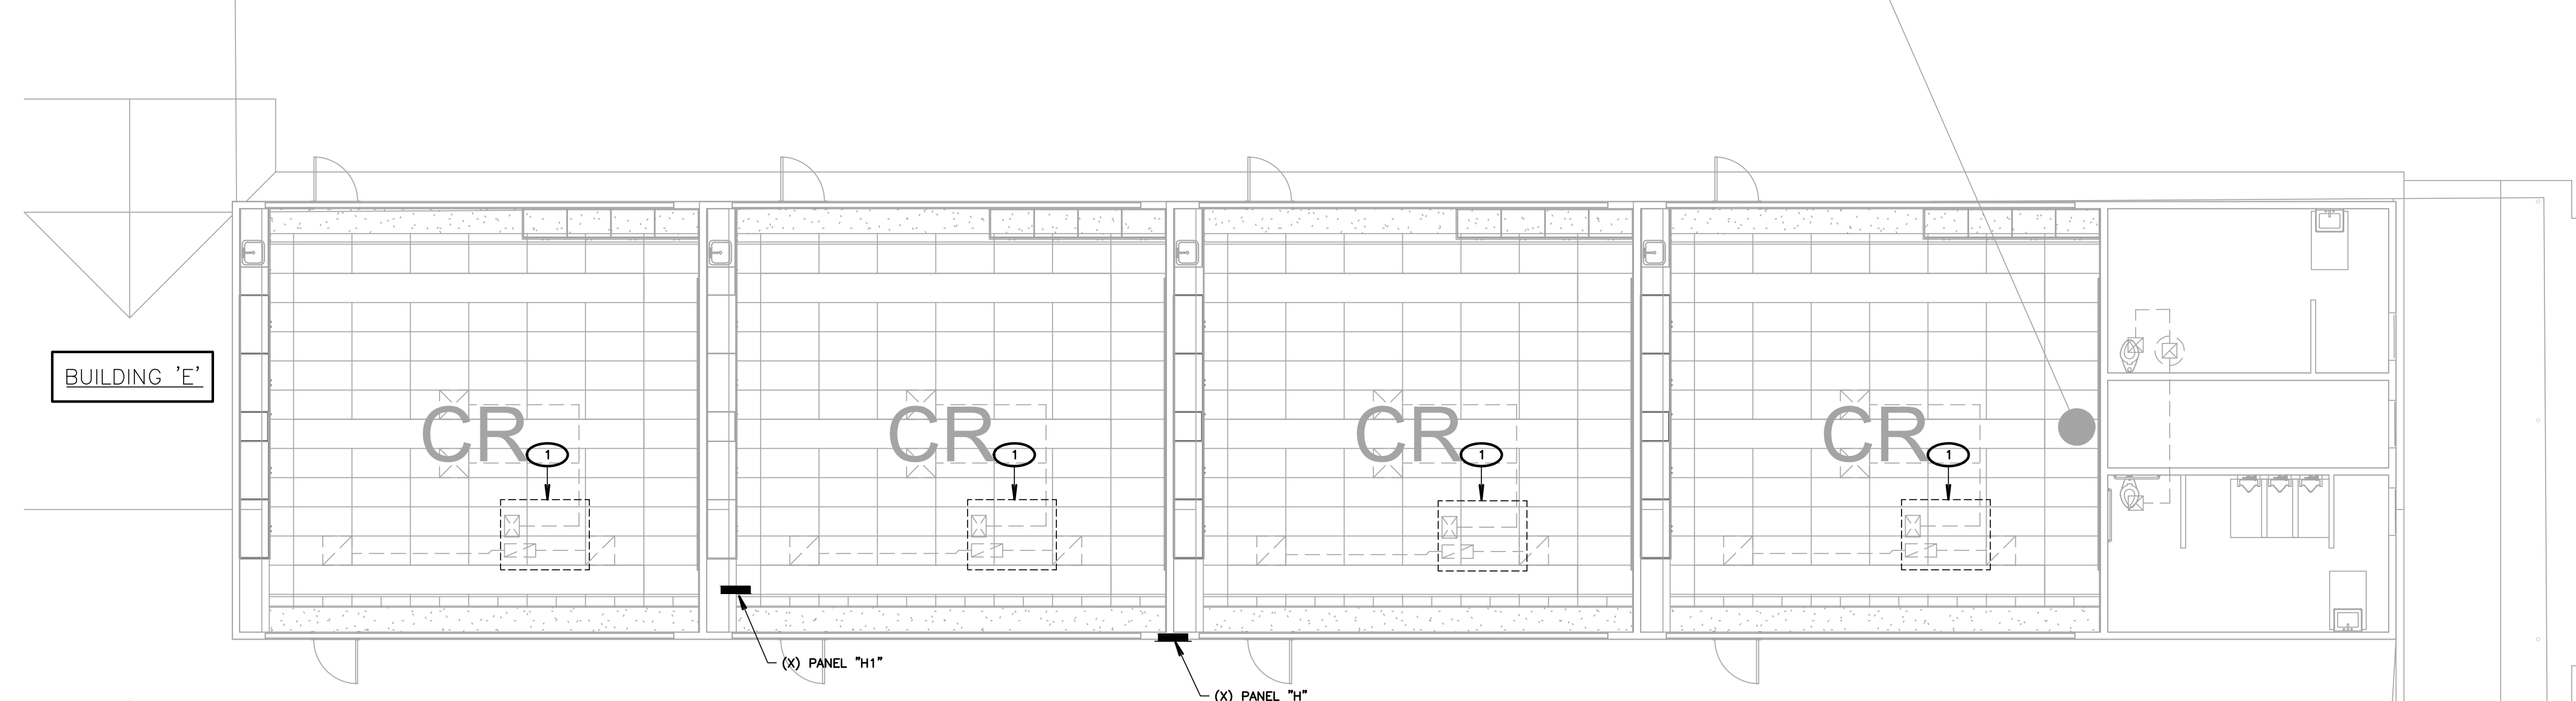 BUILDING 'E'
CR
CR
CR
CR
1
1
1
1
(X) PANEL "H1"
(X) PANEL "H"